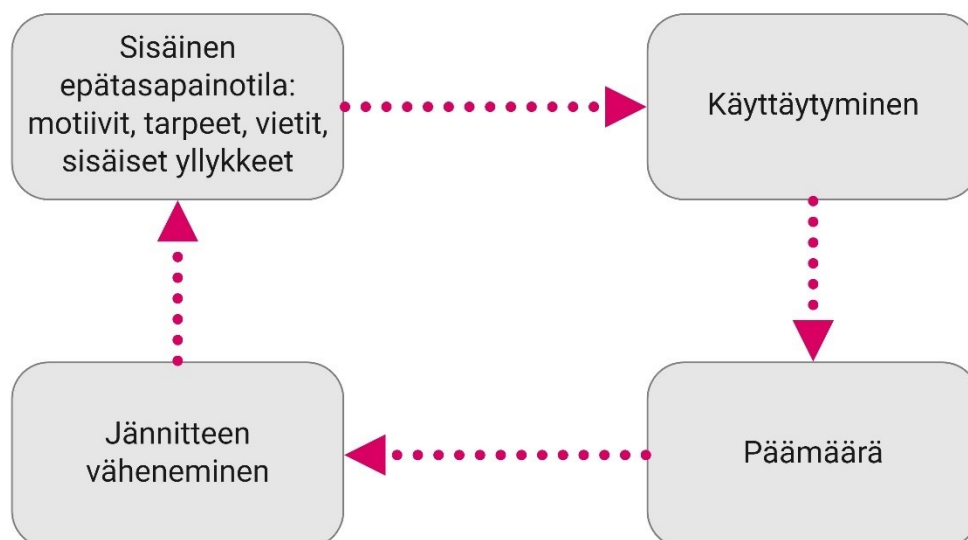 Sisäinen
epätasapainotila:
motiivit, tarpeet, vietit,
sisäiset yllykkeet
Käyttäytyminen
Päämäärä
Jännitteen
väheneminen